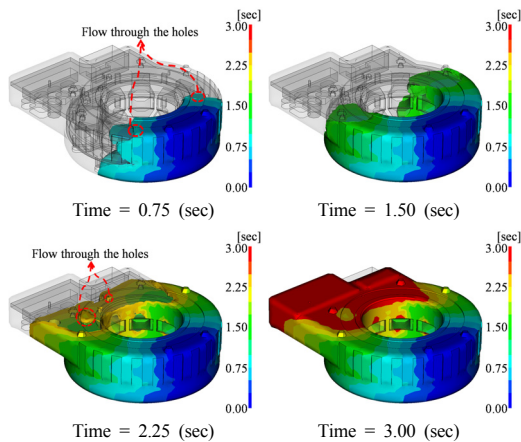 Flow through the holes
[sec]
3.00
2.25
1.50
0.75
0.00
Time = 0.75 (sec)
[sec]
3.00
2.25
1.50
0.75
0.00
Time = 1.50 (sec)
Flow through the holes
[sec]
3.00
2.25
1.50
0.75
0.00
Time = 2.25 (sec)
[sec]
3.00
2.25
1.50
0.75
0.00
Time = 3.00 (sec)